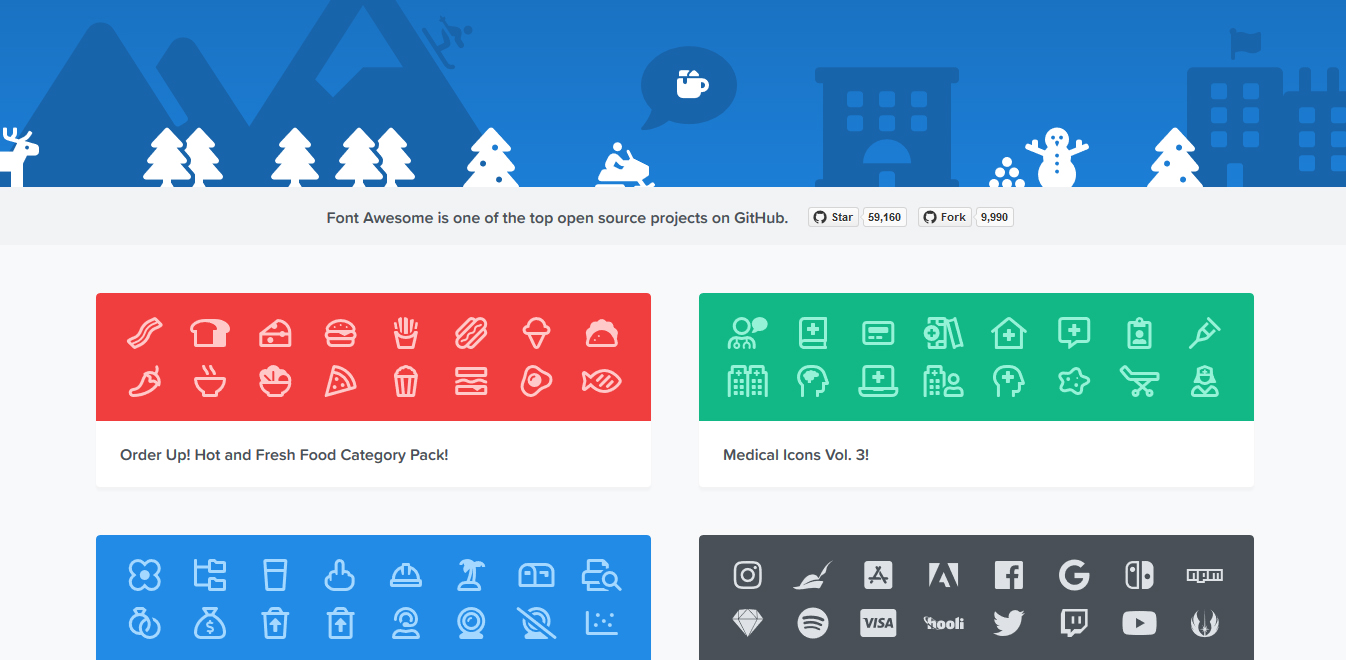 Font Awesome is one of the top open source projects on GitHub.
Star
59,160
Fork
9,990
Order Up! Hot and Fresh Food Category Pack!
Medical Icons Vol. 3!
$
npm
VISA
hooli